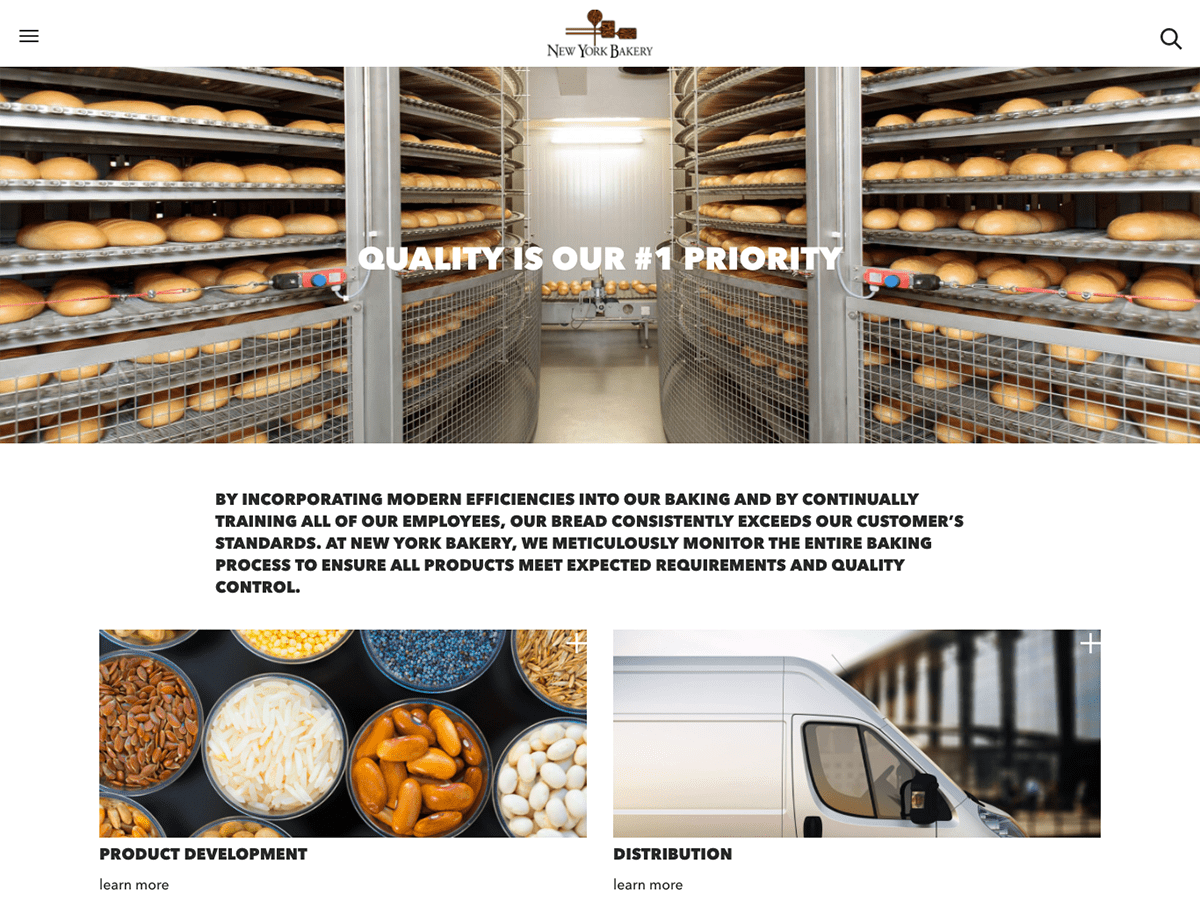 New York Bakery
QUALITY IS OUR #1 PRIORITY
BY INCORPORATING MODERN EFFICIENCIES INTO OUR BAKING AND BY CONTINUALLY
TRAINING ALL OF OUR EMPLOYEES, OUR BREAD CONSISTENTLY EXCEEDS OUR CUSTOMER’S
STANDARDS. AT NEW YORK BAKERY, WE METICULOUSLY MONITOR THE ENTIRE BAKING
PROCESS TO ENSURE ALL PRODUCTS MEET EXPECTED REQUIREMENTS AND QUALITY
CONTROL.
PRODUCT DEVELOPMENT
learn more
DISTRIBUTION
learn more